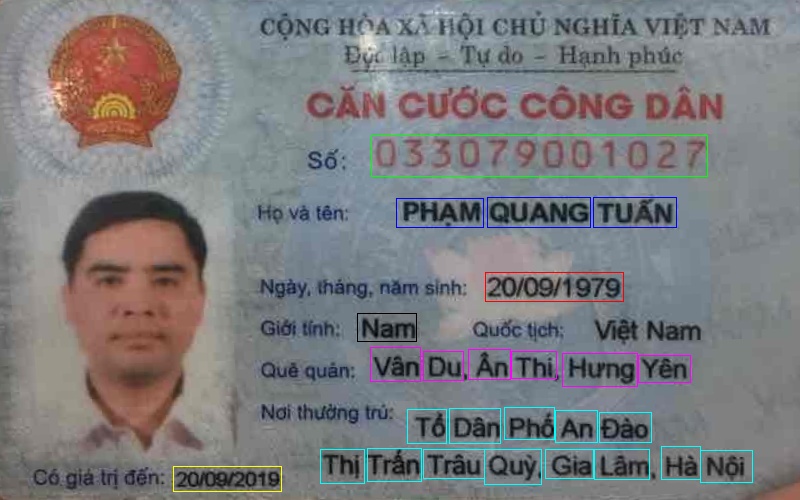 CỘNG HÒA XÃ HỘI CHỦ NGHĨA VIỆT NAM
Độc lập - Tự do - Hạnh phúc
CĂN CƯỚC CÔNG DÂN
Số: 033079001027
Họ và tên: PHẠM QUANG TUẤN
Ngày, tháng, năm sinh: 20/09/1979
Giới tính: Nam Quốc tịch: Việt Nam
Quê quán: Vân Du, Ân Thi, Hưng Yên
Nơi thường trú: Tổ Dân Phố An Đào
Thị Trấn Trâu Quỳ, Gia Lâm, Hà Nội
Có giá trị đến: 20/09/2019